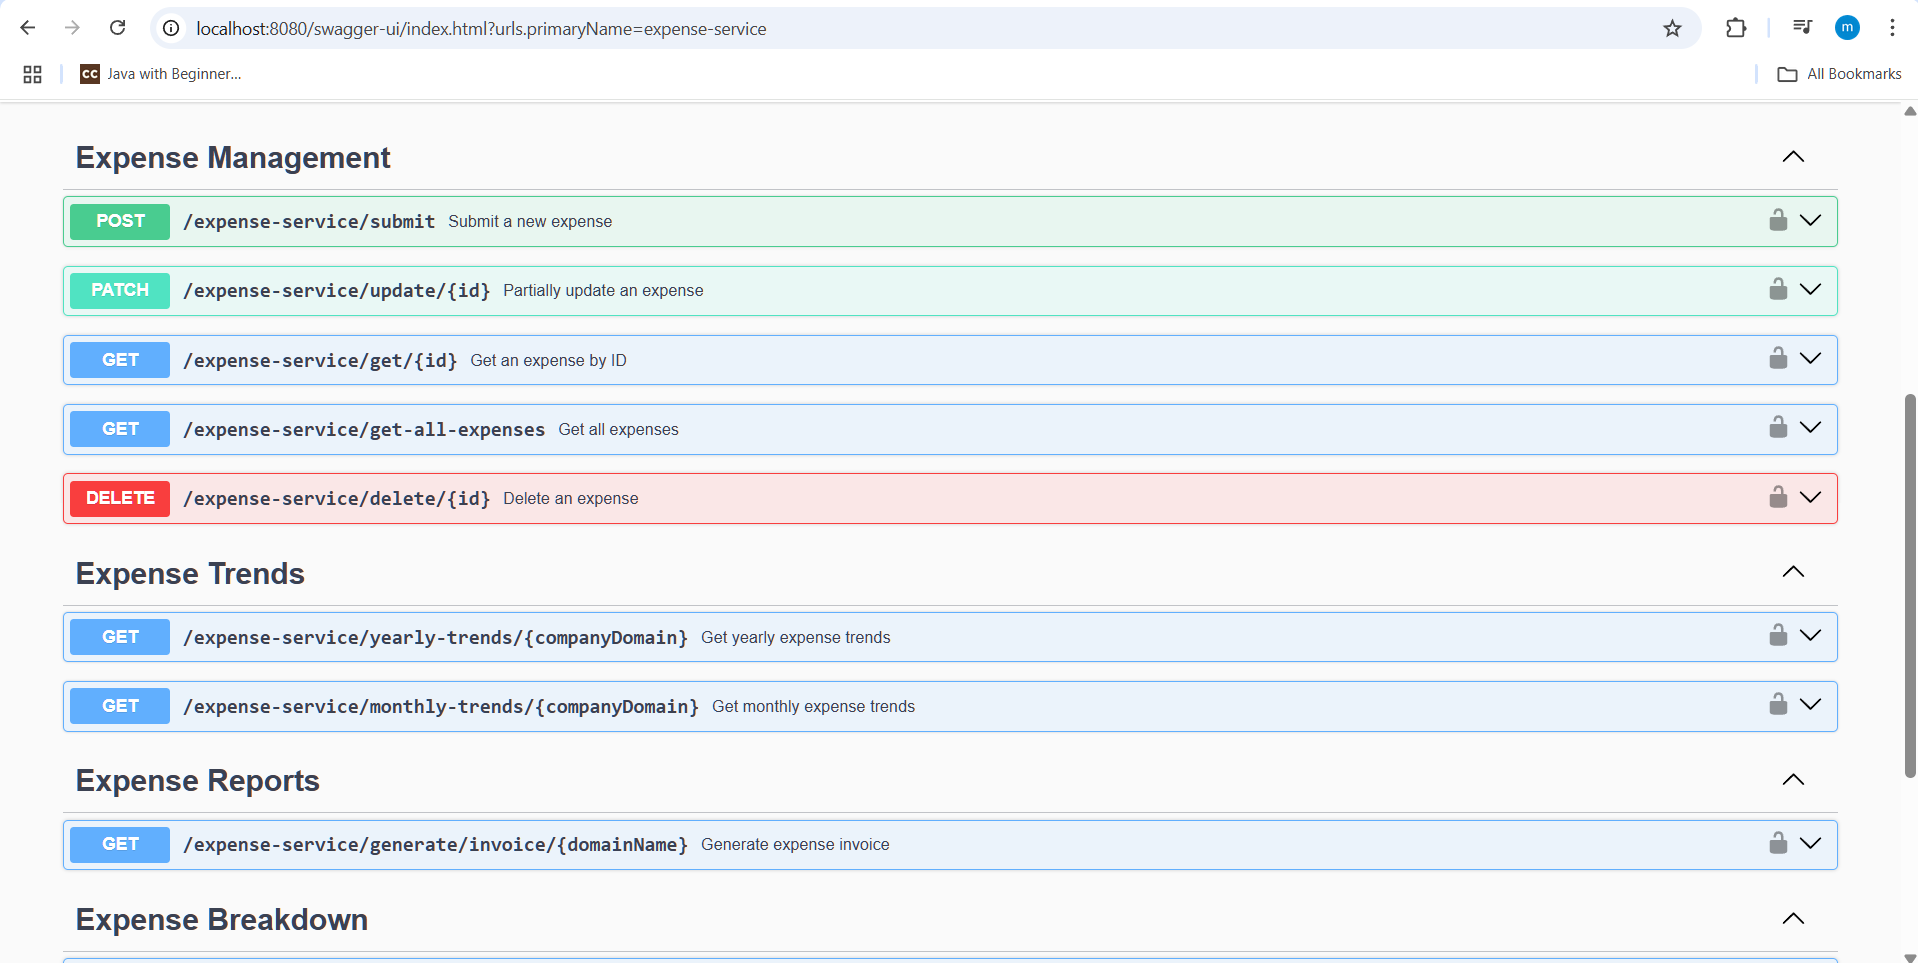 localhost:8080/swagger-ui/index.html?urls.primaryName=expense-service
m
CC Java with Beginner...
All Bookmarks
Expense Management
POST /expense-service/submit Submit a new expense
PATCH /expense-service/update/{id} Partially update an expense
GET /expense-service/get/{id} Get an expense by ID
GET /expense-service/get-all-expenses Get all expenses
DELETE /expense-service/delete/{id} Delete an expense
Expense Trends
GET /expense-service/yearly-trends/{companyDomain} Get yearly expense trends
GET /expense-service/monthly-trends/{companyDomain} Get monthly expense trends
Expense Reports
GET /expense-service/generate/invoice/{domainName} Generate expense invoice
Expense Breakdown